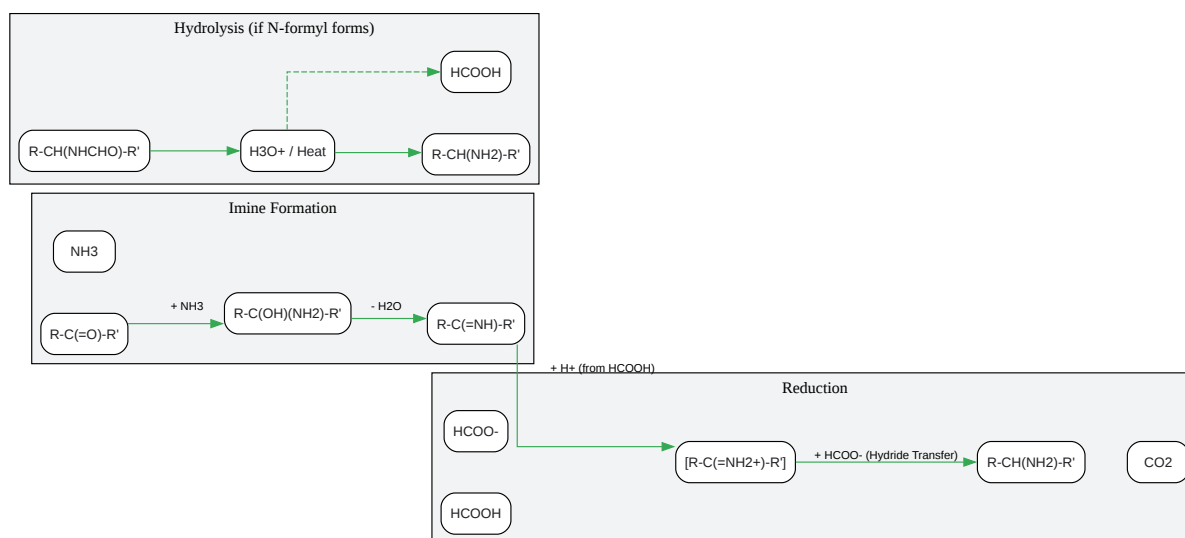 Hydrolysis (if N-formyl forms)
HCOOH
R-CH(NHCHO)-R'
H3O+ / Heat
R-CH(NH2)-R'
Imine Formation
NH3
R-C(=O)-R'
+ NH3
R-C(OH)(NH2)-R'
- H2O
R-C(=NH)-R'
+ H+ (from HCOOH)
Reduction
HCOO-
[R-C(=NH2+)-R']
+ HCOO- (Hydride Transfer)
R-CH(NH2)-R'
CO2
HCOOH